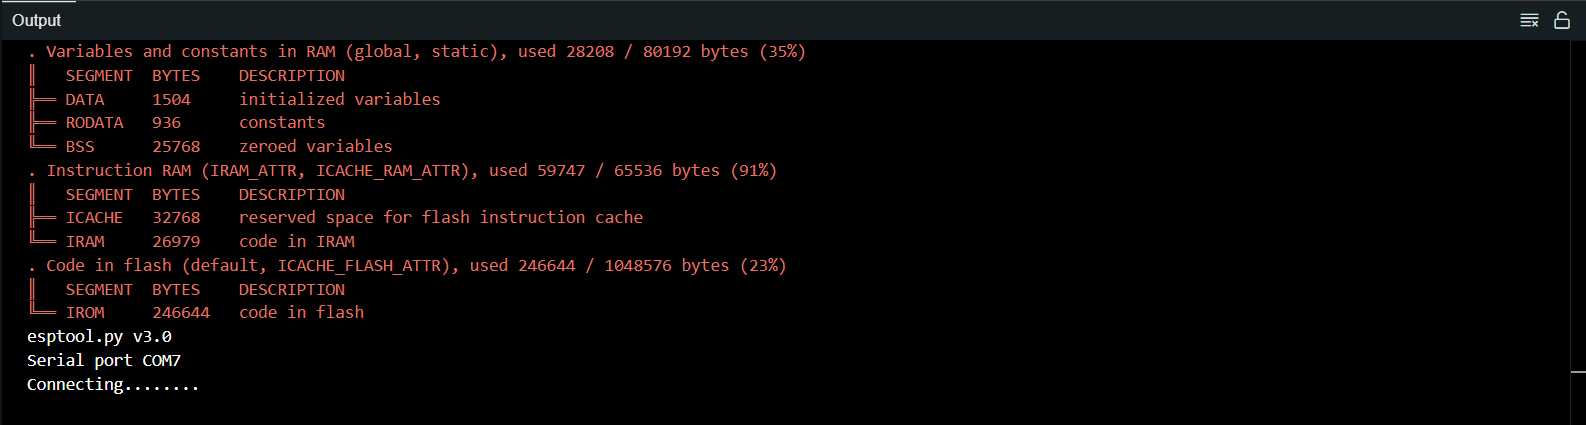 Output
. Variables and constants in RAM (global, static), used 28208 / 80192 bytes (35%)
║   SEGMENT  BYTES    DESCRIPTION
╠══ DATA     1504     initialized variables
╠══ RODATA   936      constants
╚══ BSS      25768    zeroed variables
. Instruction RAM (IRAM_ATTR, ICACHE_RAM_ATTR), used 59747 / 65536 bytes (91%)
║   SEGMENT  BYTES    DESCRIPTION
╠══ ICACHE   32768    reserved space for flash instruction cache
╚══ IRAM     26979    code in IRAM
. Code in flash (default, ICACHE_FLASH_ATTR), used 246644 / 1048576 bytes (23%)
║   SEGMENT  BYTES    DESCRIPTION
╚══ IROM     246644   code in flash
esptool.py v3.0
Serial port COM7
Connecting........